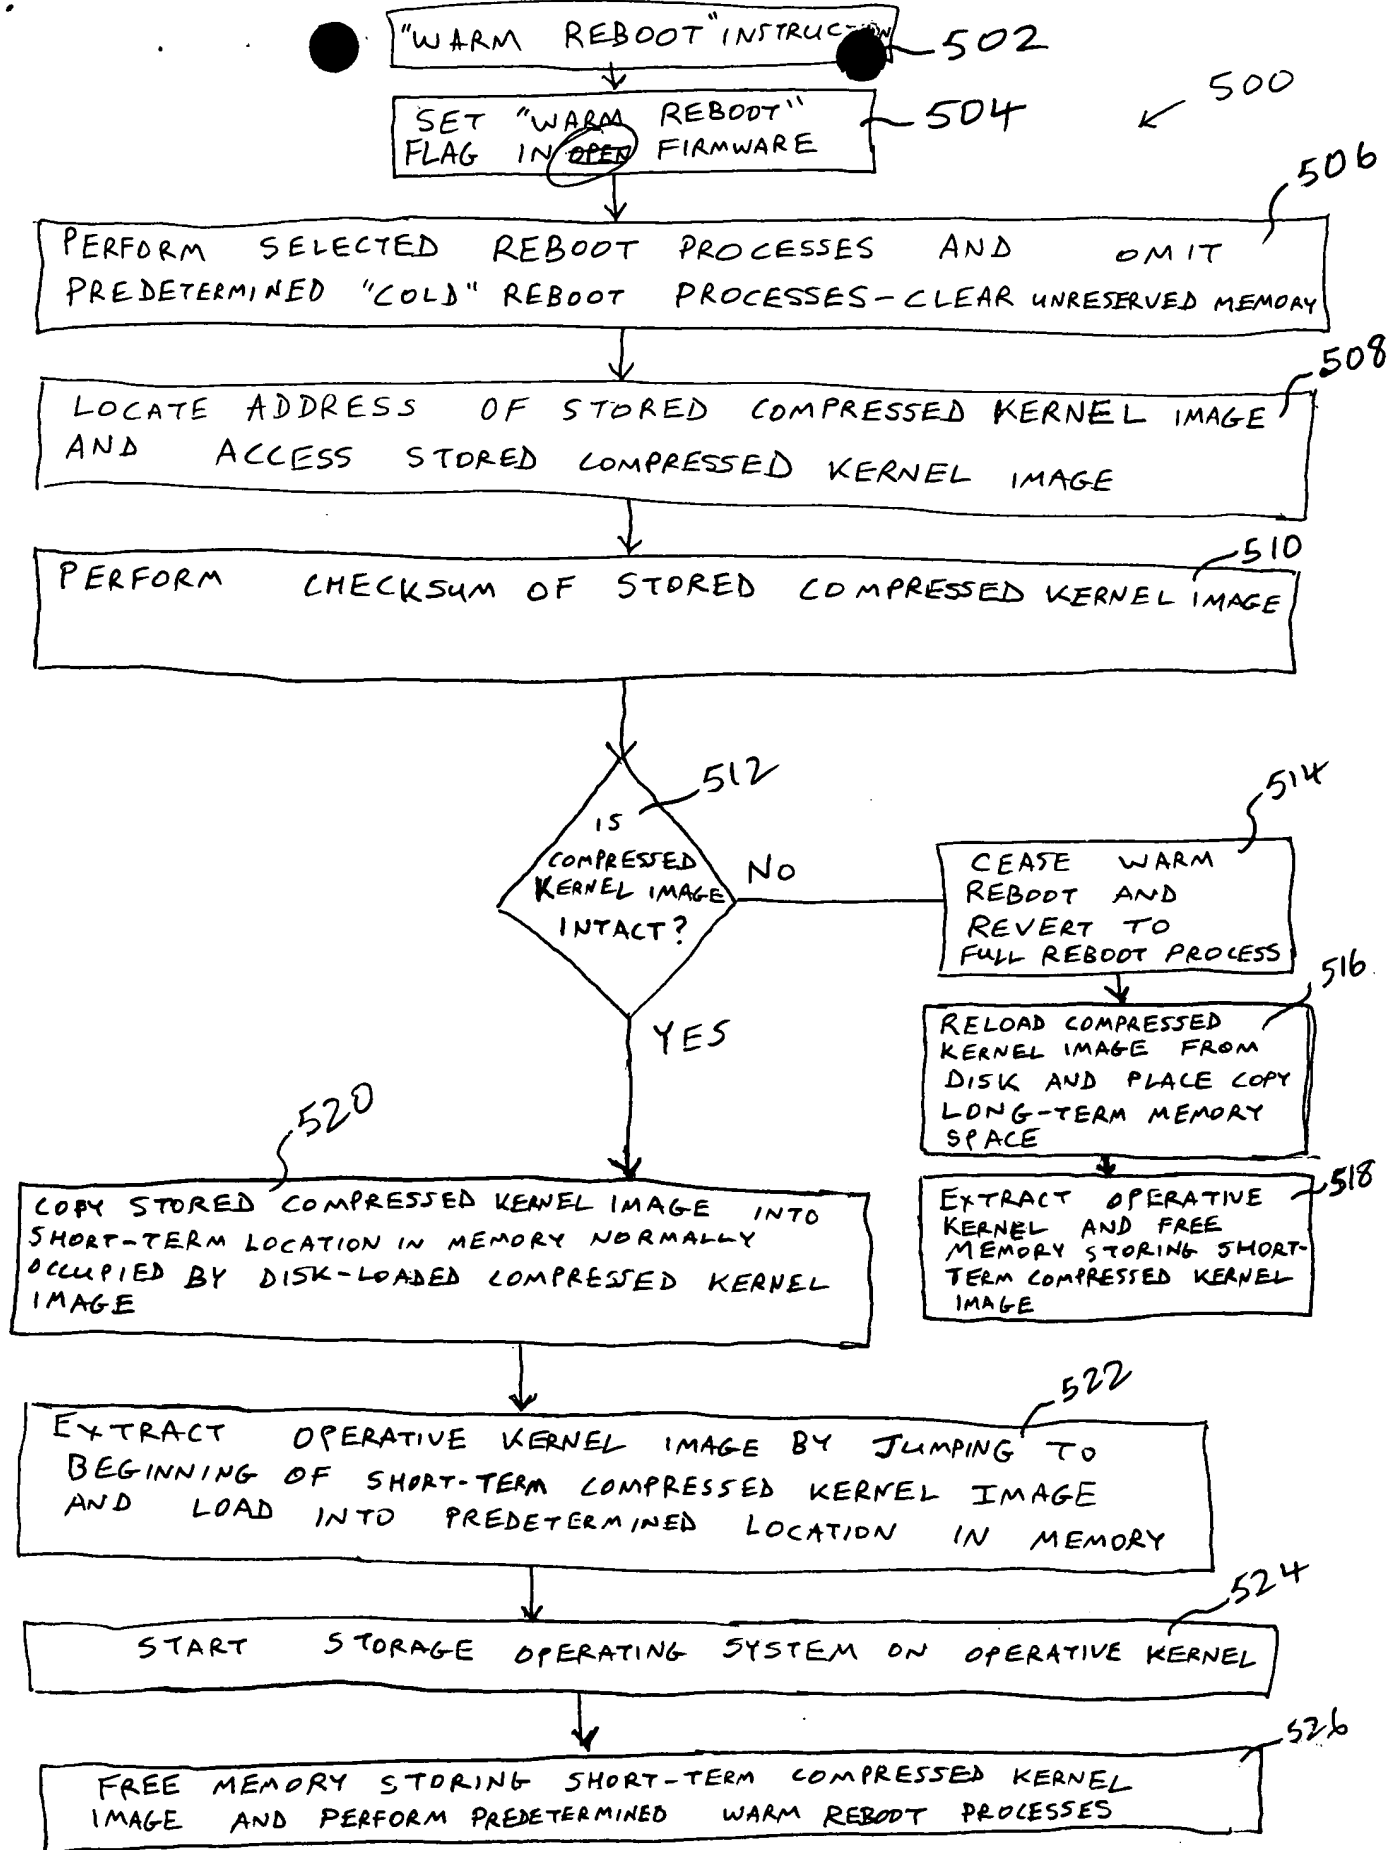 "WARM REBOOT" INSTRUC
502
500
SET "WARM REBOOT"
FLAG IN OPEN FIRMWARE
504
506
PERFORM SELECTED REBOOT PROCESSES AND OMIT
PREDETERMINED "COLD" REBOOT PROCESSES-CLEAR UNRESERVED MEMORY
508
LOCATE ADDRESS OF STORED COMPRESSED KERNEL IMAGE
AND ACCESS STORED COMPRESSED KERNEL IMAGE
510
PERFORM CHECKSUM OF STORED COMPRESSED KERNEL IMAGE
512
IS
COMPRESSED
KERNEL IMAGE
INTACT?
NO
YES
514
CEASE WARM
REBOOT AND
REVERT TO
FULL REBOOT PROCESS
516
RELOAD COMPRESSED
KERNEL IMAGE FROM
DISK AND PLACE COPY
LONG-TERM MEMORY
SPACE
518
EXTRACT OPERATIVE
KERNEL AND FREE
MEMORY STORING SHORT-
TERM COMPRESSED KERNEL
IMAGE
520
COPY STORED COMPRESSED KERNEL IMAGE INTO
SHORT-TERM LOCATION IN MEMORY NORMALLY
OCCUPIED BY DISK-LOADED COMPRESSED KERNEL
IMAGE
522
EXTRACT OPERATIVE KERNEL IMAGE BY JUMPING TO
BEGINNING OF SHORT-TERM COMPRESSED KERNEL IMAGE
AND LOAD INTO PREDETERMINED LOCATION IN MEMORY
524
START STORAGE OPERATING SYSTEM ON OPERATIVE KERNEL
526
FREE MEMORY STORING SHORT-TERM COMPRESSED KERNEL
IMAGE AND PERFORM PREDETERMINED WARM REBOOT PROCESSES